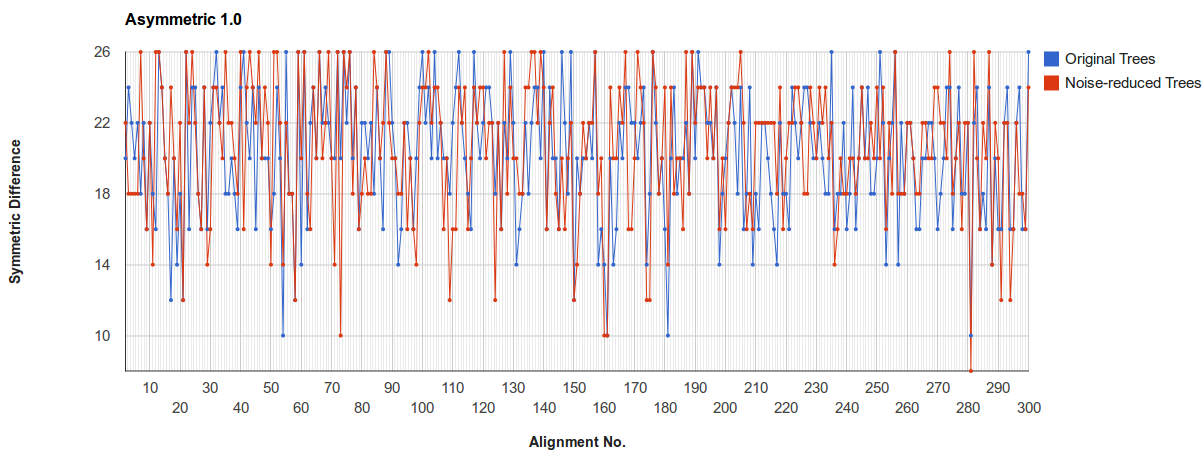 Asymmetric 1.0
26
22
18
14
10
Symmetric Difference
10 30 50 70 90 110 130 150 170 190 210 230 250 270 290
20 40 60 80 100 120 140 160 180 200 220 240 260 280 300
Alignment No.
Original Trees
Noise-reduced Trees